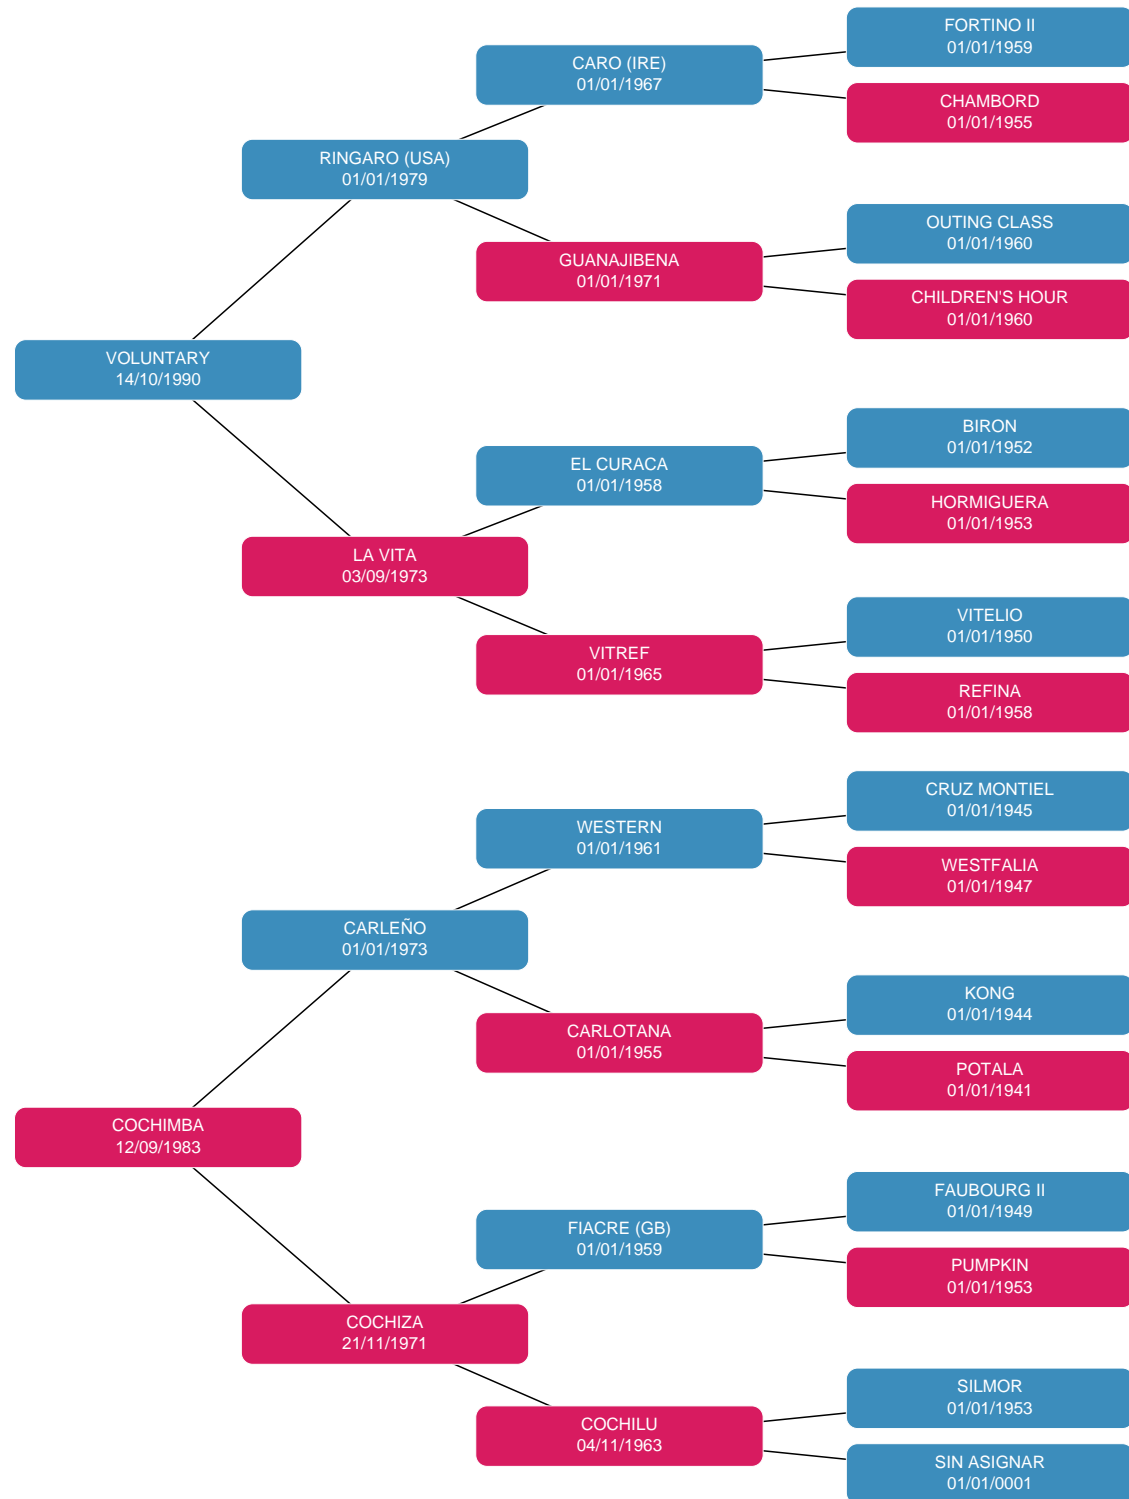 FORTINO II
01/01/1959
CARO (IRE)
01/01/1967
CHAMBORD
01/01/1955
RINGARO (USA)
01/01/1979
OUTING CLASS
01/01/1960
GUANAJIBENA
01/01/1971
CHILDREN'S HOUR
01/01/1960
VOLUNTARY
14/10/1990
BIRON
01/01/1952
EL CURACA
01/01/1958
HORMIGUERA
01/01/1953
LA VITA
03/09/1973
VITELIO
01/01/1950
VITREF
01/01/1965
REFINA
01/01/1958
CRUZ MONTIEL
01/01/1945
WESTERN
01/01/1961
WESTFALIA
01/01/1947
CARLEÑO
01/01/1973
KONG
01/01/1944
CARLOTANA
01/01/1955
POTALA
01/01/1941
COCHIMBA
12/09/1983
FAUBOURG II
01/01/1949
FIACRE (GB)
01/01/1959
PUMPKIN
01/01/1953
COCHIZA
21/11/1971
SILMOR
01/01/1953
COCHILU
04/11/1963
SIN ASIGNAR
01/01/0001